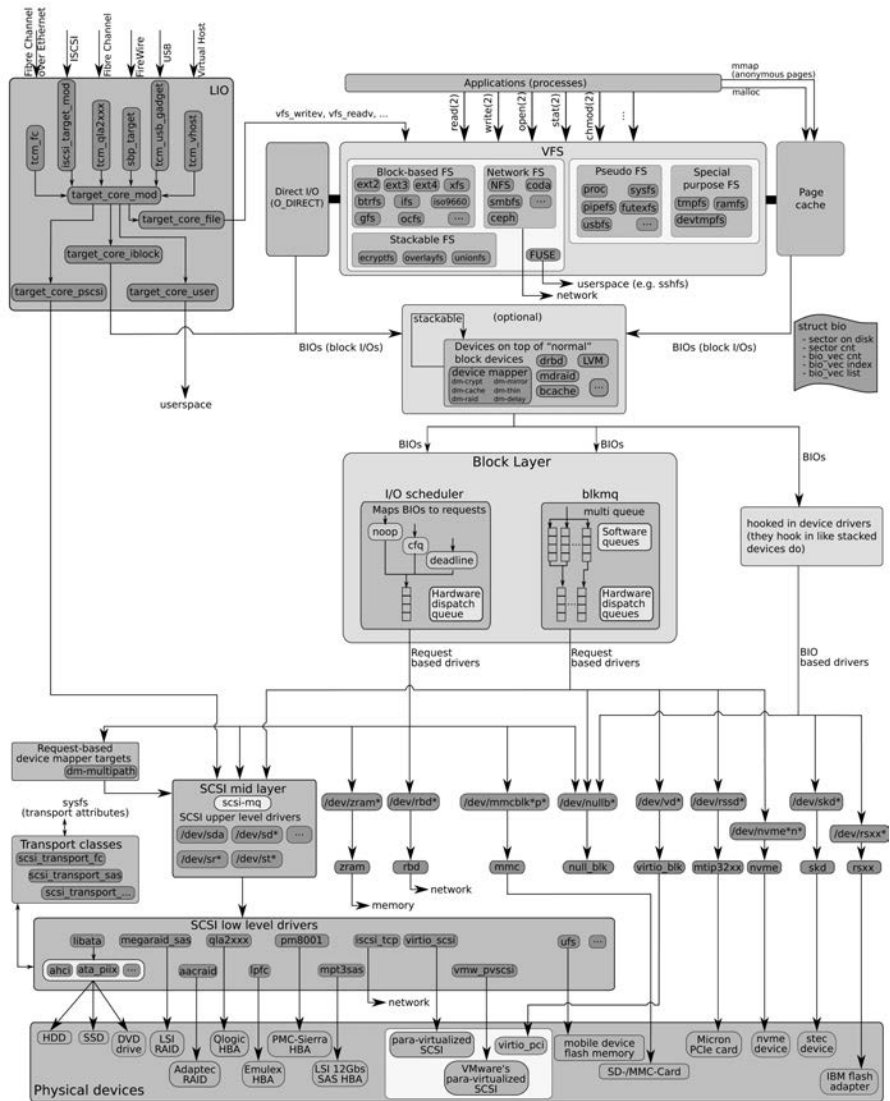 Fibre Channel
over Ethernet
ISCSI
Fibre Channel
FireWire
USB
Virtual Host
LIO
tcm_fc
iscsi_target_mod
tcm_qla2xxx
sbp_target
tcm_usb_gadget
tcm_vhost
target_core_mod
target_core_file
target_core_iblock
target_core_pscsi
target_core_user
userspace
vfs_writev, vfs_readv, ...
Applications (processes)
mmap
(anonymous pages)
malloc
read(2)
write(2)
open(2)
stat(2)
chmod(2)
...
VFS
Direct I/O
(O_DIRECT)
Block-based FS
ext2 ext3 ext4 xfs
btrfs ifs iso9660
gfs ocfs ...
Stackable FS
ecryptfs overlayfs unionfs
Network FS
NFS coda
smbfs ...
ceph
FUSE
Pseudo FS
proc sysfs
pipefs futexfs
usbfs ...
Special
purpose FS
tmpfs ramfs
devtmpfs
Page
cache
userspace (e.g. sshfs)
network
BIOs (block I/Os)
stackable
(optional)
Devices on top of "normal"
block devices
drbd LVM
device mapper
dm-crypt dm-mirror
dm-cache dm-thin
dm-raid dm-delay
mdraid
bcache
...
BIOs (block I/Os)
struct bio
- sector on disk
- sector cnt
- bio_vec cnt
- bio_vec index
- bio_vec list
BIOs
BIOs
BIOs
Block Layer
I/O scheduler
Maps BIOs to requests
noop
cfq
deadline
Hardware
dispatch
queue
blkmq
multi queue
Software
queues
Hardware
dispatch
queues
hooked in device drivers
(they hook in like stacked
devices do)
Request
based drivers
Request
based drivers
BIO
based drivers
Request-based
device mapper targets
dm-multipath
sysfs
(transport attributes)
Transport classes
scsi_transport_fc
scsi_transport_sas
scsi_transport_...
SCSI mid layer
scsi-mq
SCSI upper level drivers
/dev/sda /dev/sd* ...
/dev/sr* /dev/st*
/dev/zram*
/dev/rbd*
/dev/mmcblk*p*
/dev/nullb*
/dev/vd*
/dev/rssd*
/dev/skd*
/dev/nvme*n*
/dev/rsxx*
zram
rbd
mmc
null_blk
virtio_blk
mtip32xx
nvme
skd
rsxx
memory
network
SCSI low level drivers
libata
megaraid_sas
qla2xxx
pm8001
iscsi_tcp
virtio_scsi
ufs
...
ahci ata_piix ...
aacraid
lpfc
mpt3sas
vmw_pvscsi
network
HDD
SSD
DVD
drive
LSI
RAID
Qlogic
HBA
PMC-Sierra
HBA
para-virtualized
SCSI
virtio_pci
mobile device
flash memory
Micron
PCIe card
nvme
device
stec
device
Adaptec
RAID
Emulex
HBA
LSI 12Gbs
SAS HBA
VMware's
para-virtualized
SCSI
SD-/MMC-Card
IBM flash
adapter
Physical devices